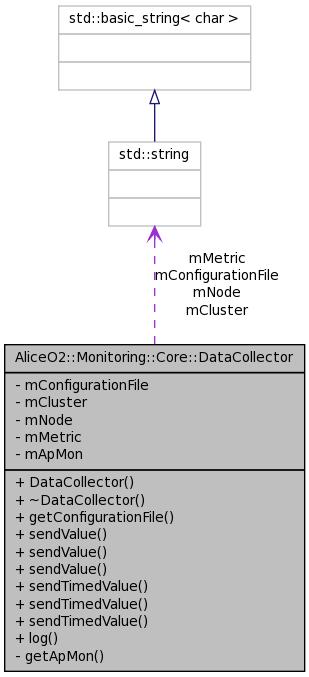 std::basic_string< char >
std::string
mMetric
mConfigurationFile
mNode
mCluster
AliceO2::Monitoring::Core::DataCollector
- mConfigurationFile
- mCluster
- mNode
- mMetric
- mApMon
+ DataCollector()
+ ~DataCollector()
+ getConfigurationFile()
+ sendValue()
+ sendValue()
+ sendValue()
+ sendTimedValue()
+ sendTimedValue()
+ sendTimedValue()
+ log()
- getApMon()